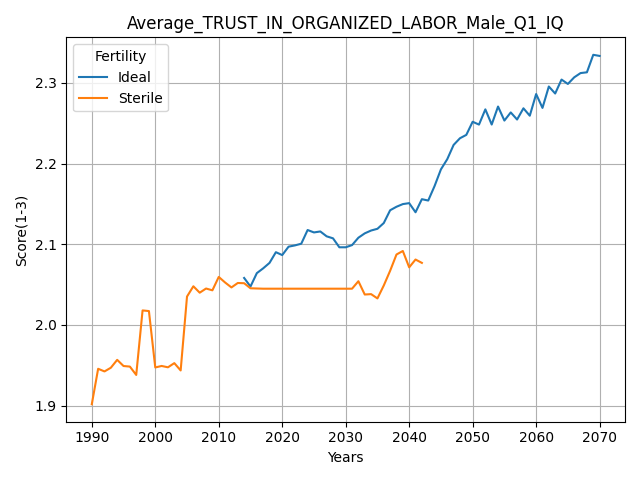 Average_TRUST_IN_ORGANIZED_LABOR_Male_Q1_IQ
Fertility
Ideal
Sterile
Score(1-3)
2.3
2.2
2.1
2.0
1.9
1990 2000 2010 2020 2030 2040 2050 2060 2070
Years